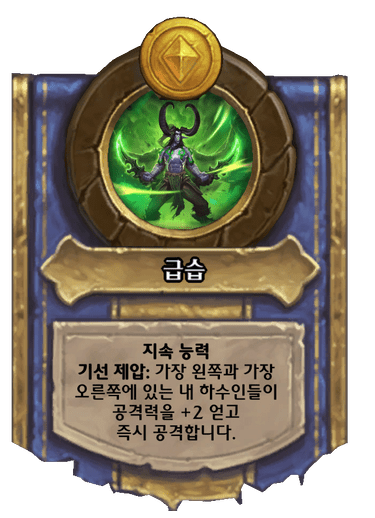 급습
지속 능력
기선 제압: 가장 왼쪽과 가장
오른쪽에 있는 내 하수인들이
공격력을 +2 얻고
즉시 공격합니다.